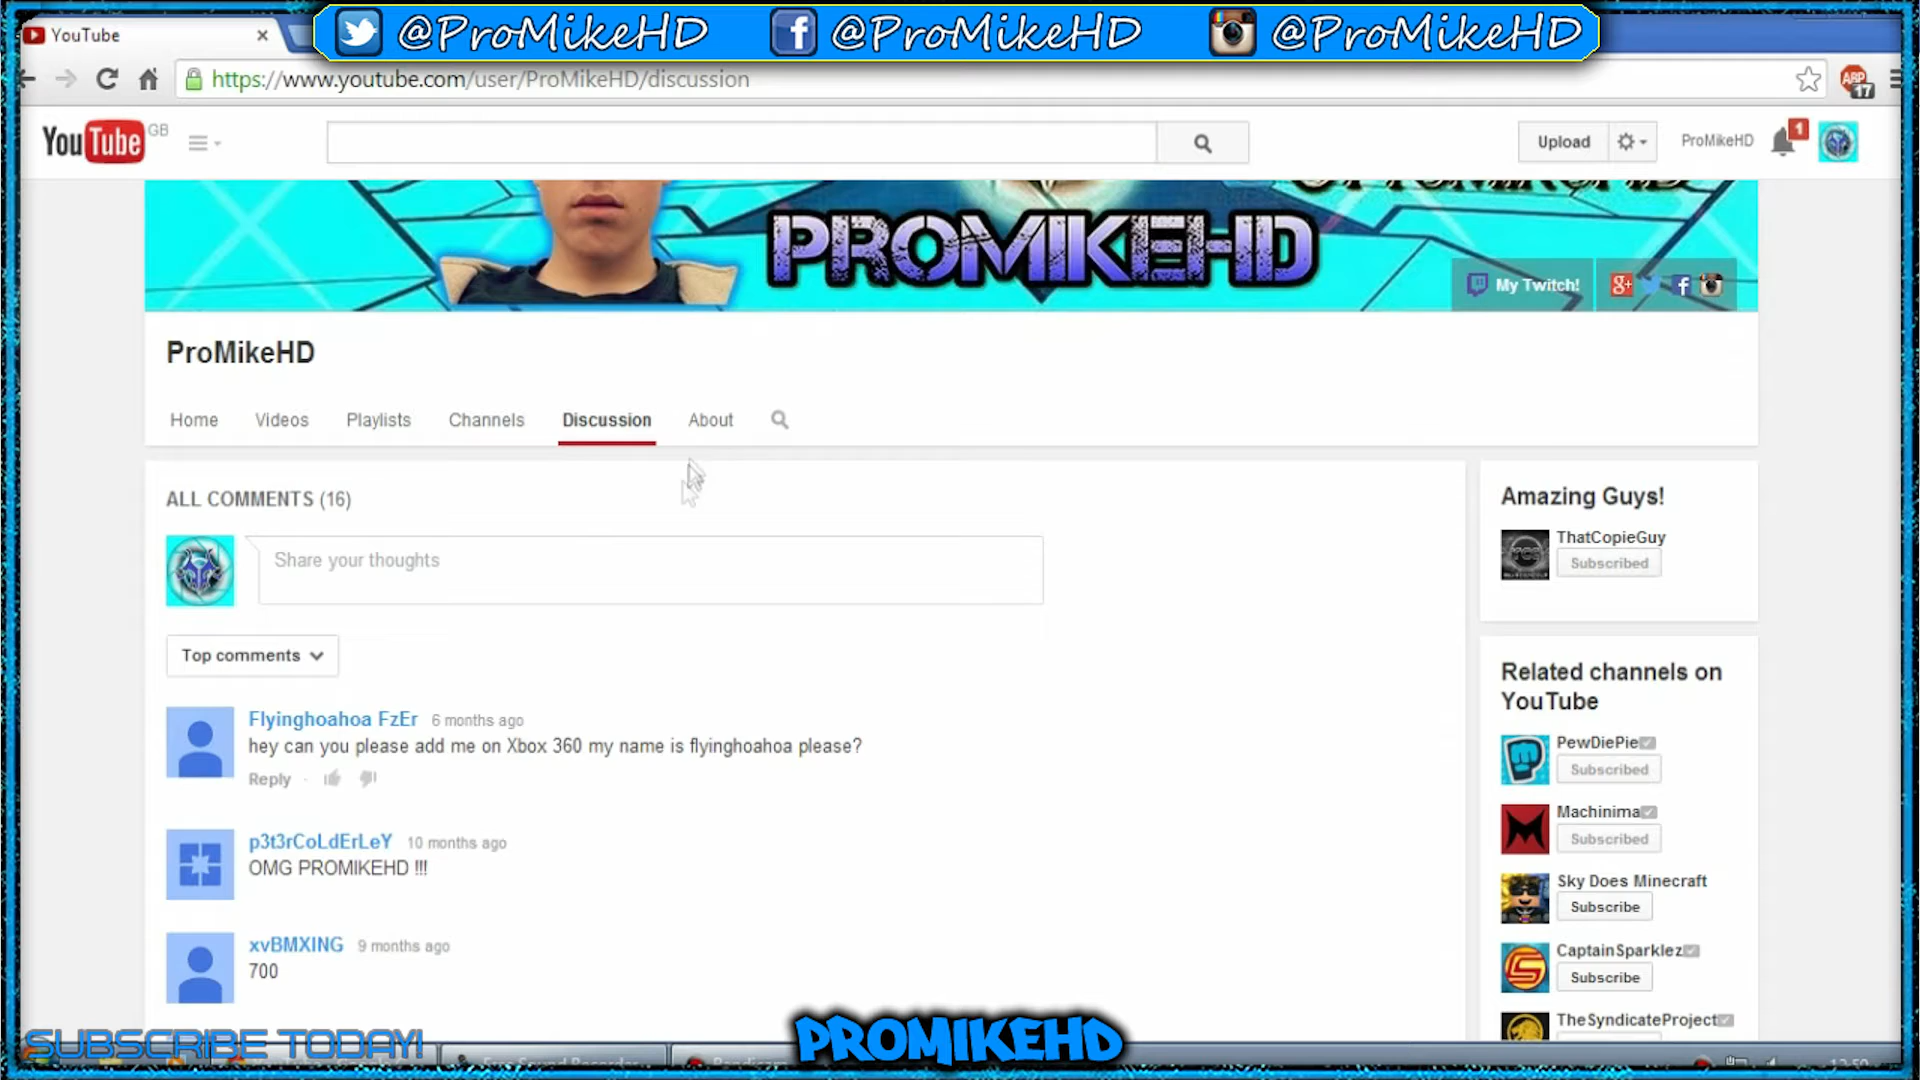 @ProMikeHD @ProMikeHD @ProMikeHD
YouTube
https://www.youtube.com/user/ProMikeHD/discussion
ABP 17
YouTube GB
Upload
ProMikeHD
1
PROMIKEHD
My Twitch!
ProMikeHD
Home Videos Playlists Channels Discussion About
ALL COMMENTS (16)
Share your thoughts
Top comments
Flyinghoahoa FzEr 6 months ago
hey can you please add me on Xbox 360 my name is flyinghoahoa please?
Reply
p3t3rCoLdErLeY 10 months ago
OMG PROMIKEHD !!!
xvBMXING 9 months ago
700
Amazing Guys!
ThatCopieGuy
Subscribed
Related channels on
YouTube
PewDiePie
Subscribed
Machinima
Subscribed
Sky Does Minecraft
Subscribe
CaptainSparklez
Subscribe
TheSyndicateProject
SUBSCRIBE TODAY!
PROMIKEHD